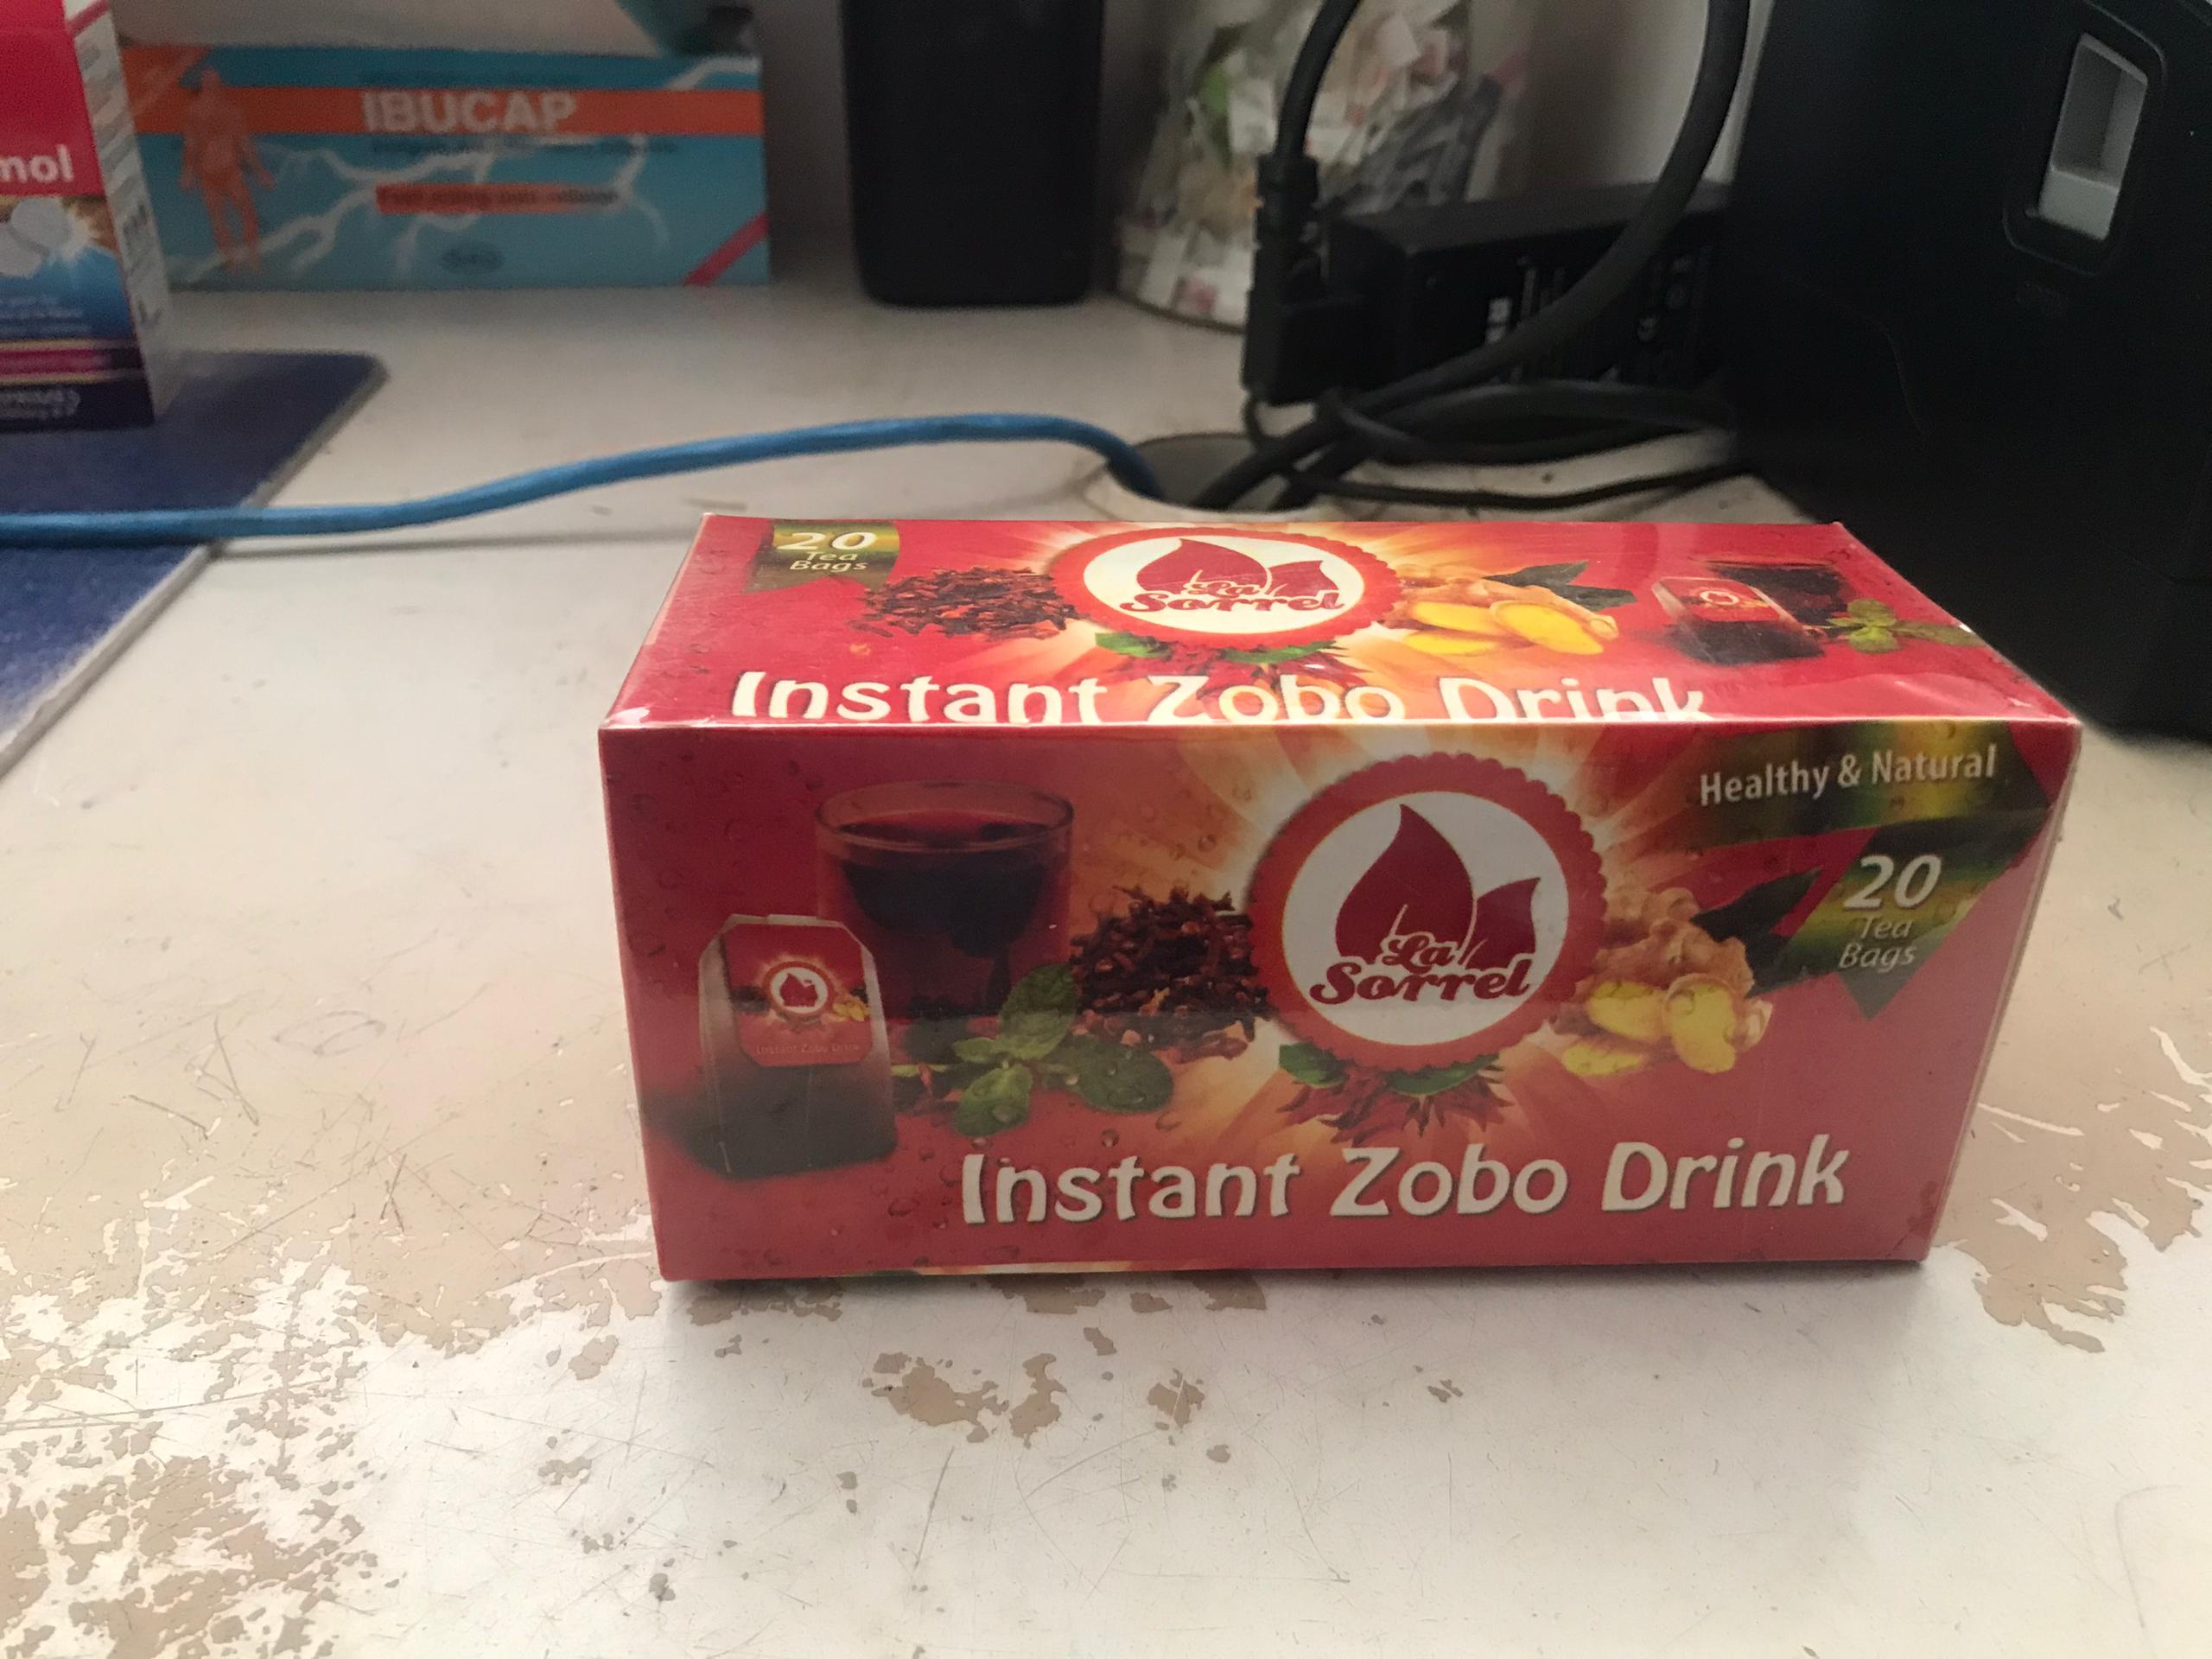 IBUCAP
mol
20
Tea
Bags
La
Sorrel
Instant Zobo Drink
Healthy & Natural
20
Tea
Bags
La
Sorrel
Instant Zobo Drink
Instant Zobo Drink